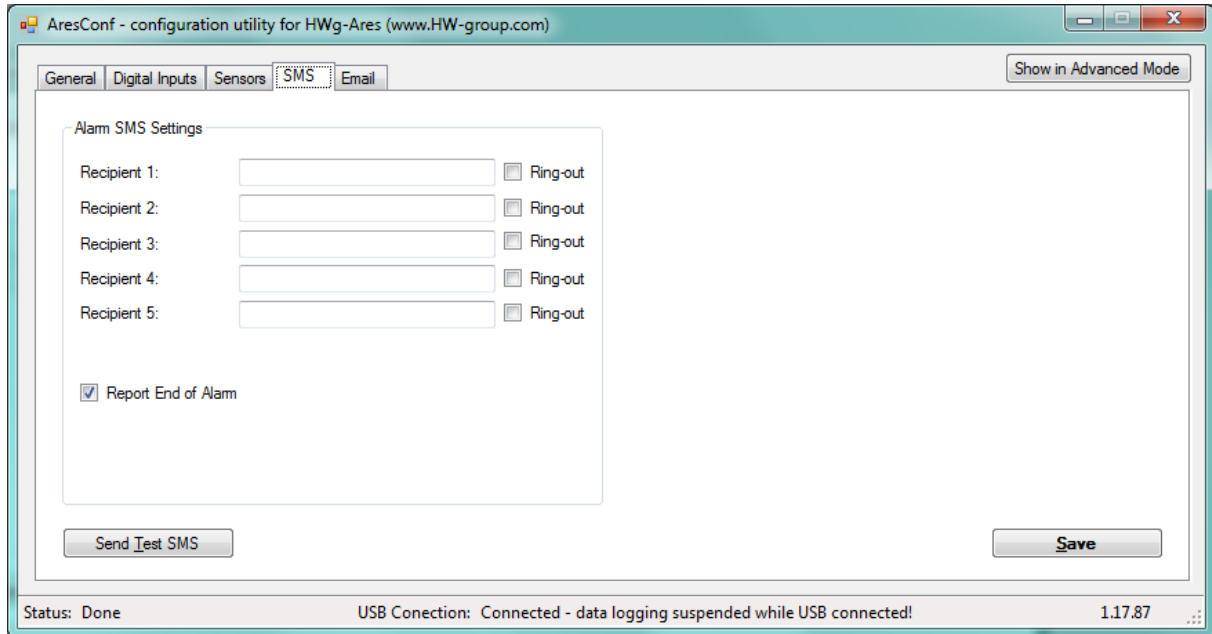 AresConf - configuration utility for HWg-Ares (www.HW-group.com)
General Digital Inputs Sensors SMS Email
Show in Advanced Mode
Alarm SMS Settings
Recipient 1: Ring-out
Recipient 2: Ring-out
Recipient 3: Ring-out
Recipient 4: Ring-out
Recipient 5: Ring-out
Report End of Alarm
Send Test SMS
Save
Status: Done USB Conection: Connected - data logging suspended while USB connected! 1.17.87